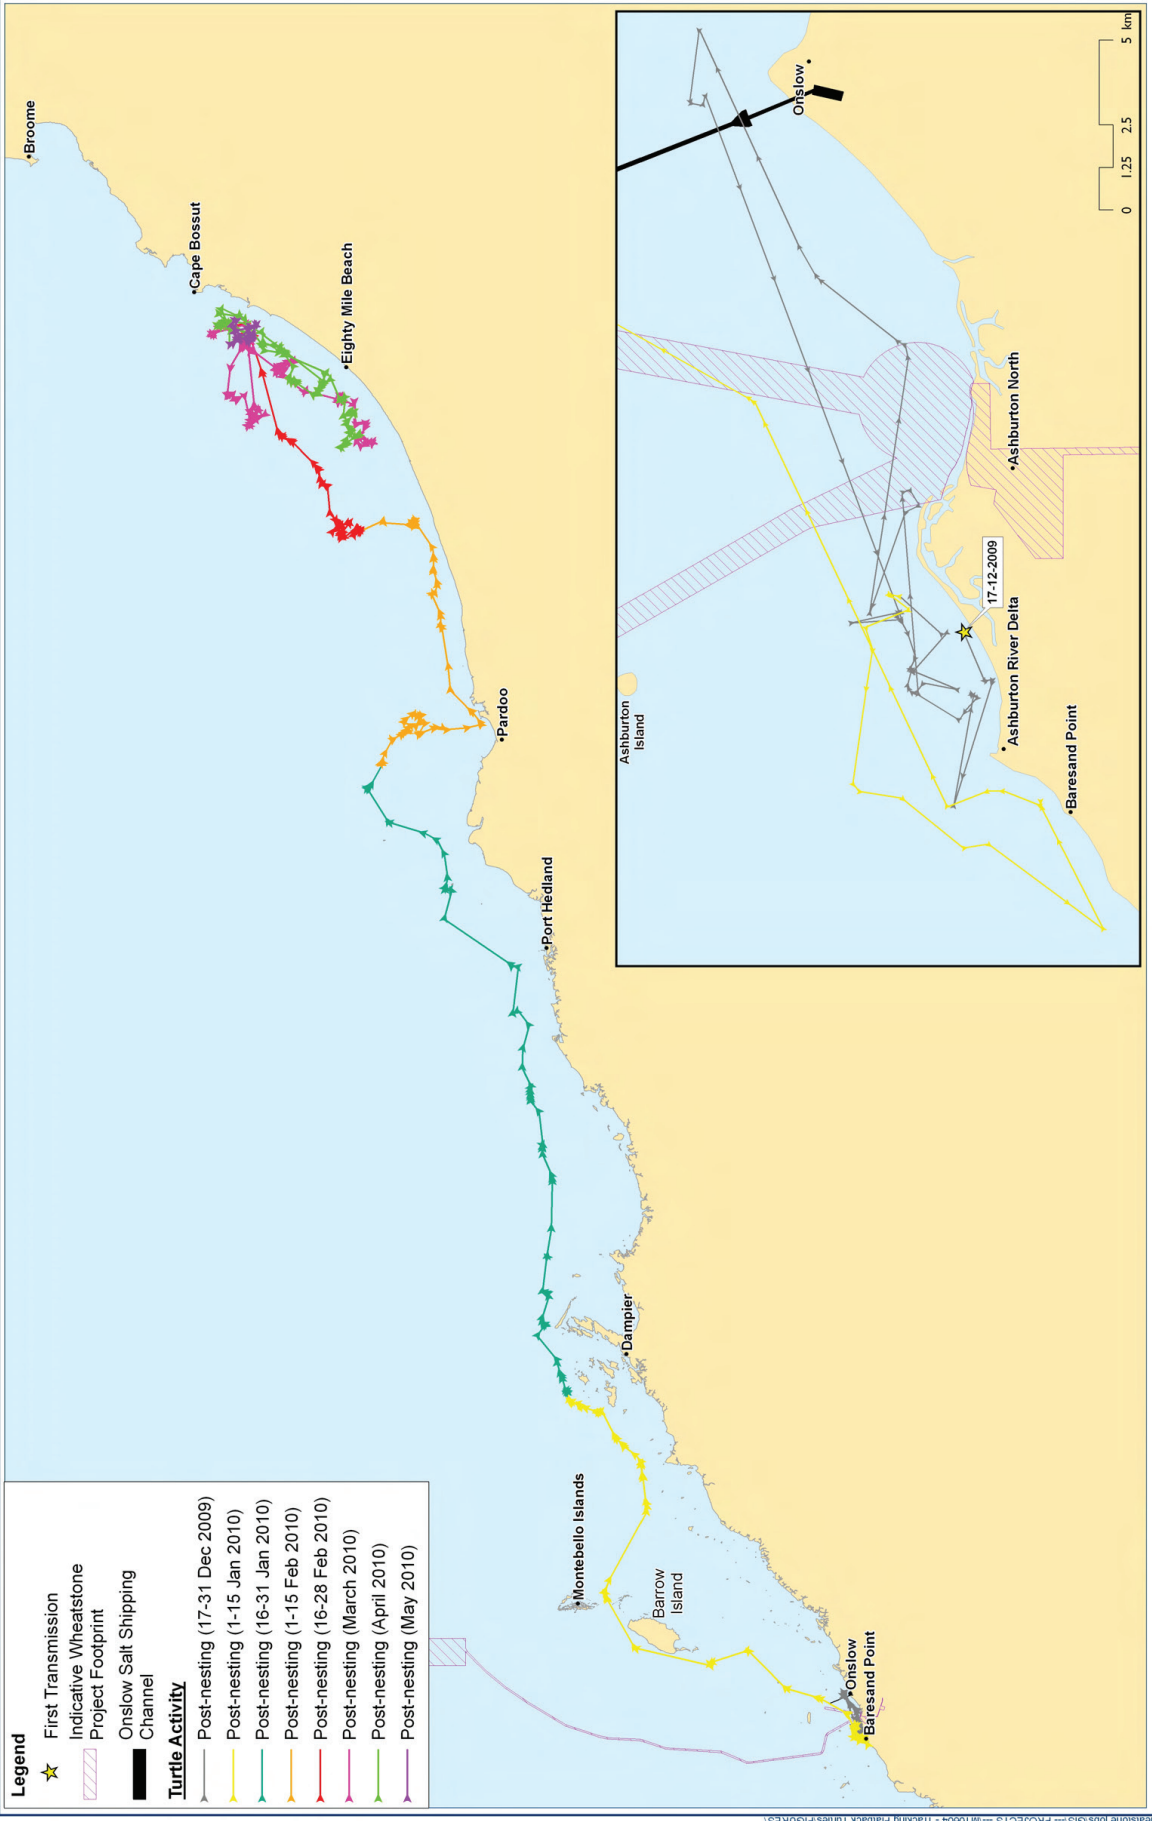 Legend
First Transmission
Indicative Wheatstone
Project Footprint
Onslow Salt Shipping
Channel
Turtle Activity
Post-nesting (17-31 Dec 2009)
Post-nesting (1-15 Jan 2010)
Post-nesting (16-31 Jan 2010)
Post-nesting (1-15 Feb 2010)
Post-nesting (16-28 Feb 2010)
Post-nesting (March 2010)
Post-nesting (April 2010)
Post-nesting (May 2010)
Broome
Cape Bossut
Eighty Mile Beach
Pardoo
Port Hedland
Dampier
Montebello Islands
Barrow
Island
Onslow
Baresand Point
Ashburton
Island
Onslow
Ashburton North
17-12-2009
Ashburton River Delta
Baresand Point
0 1.25 2.5 5 km